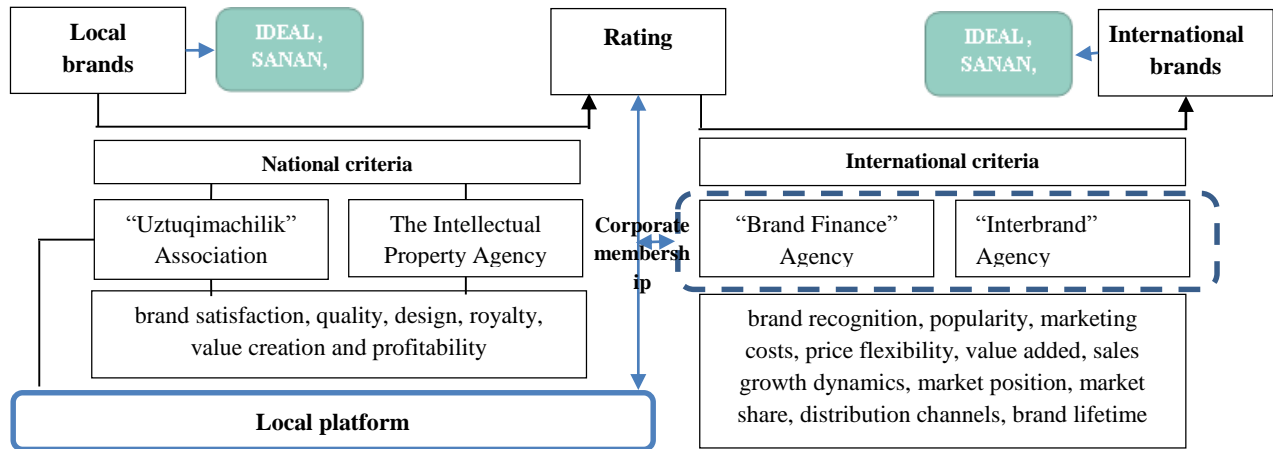 Local
brands
IDEAL,
SANAN,
Rating
IDEAL,
SANAN,
International
brands
National criteria
International criteria
“Uztuqimachilik”
Association
The Intellectual
Property Agency
Corporate
membersh
ip
“Brand Finance”
Agency
“Interbrand”
Agency
brand satisfaction, quality, design, royalty,
value creation and profitability
brand recognition, popularity, marketing
costs, price flexibility, value added, sales
growth dynamics, market position, market
share, distribution channels, brand lifetime
Local platform